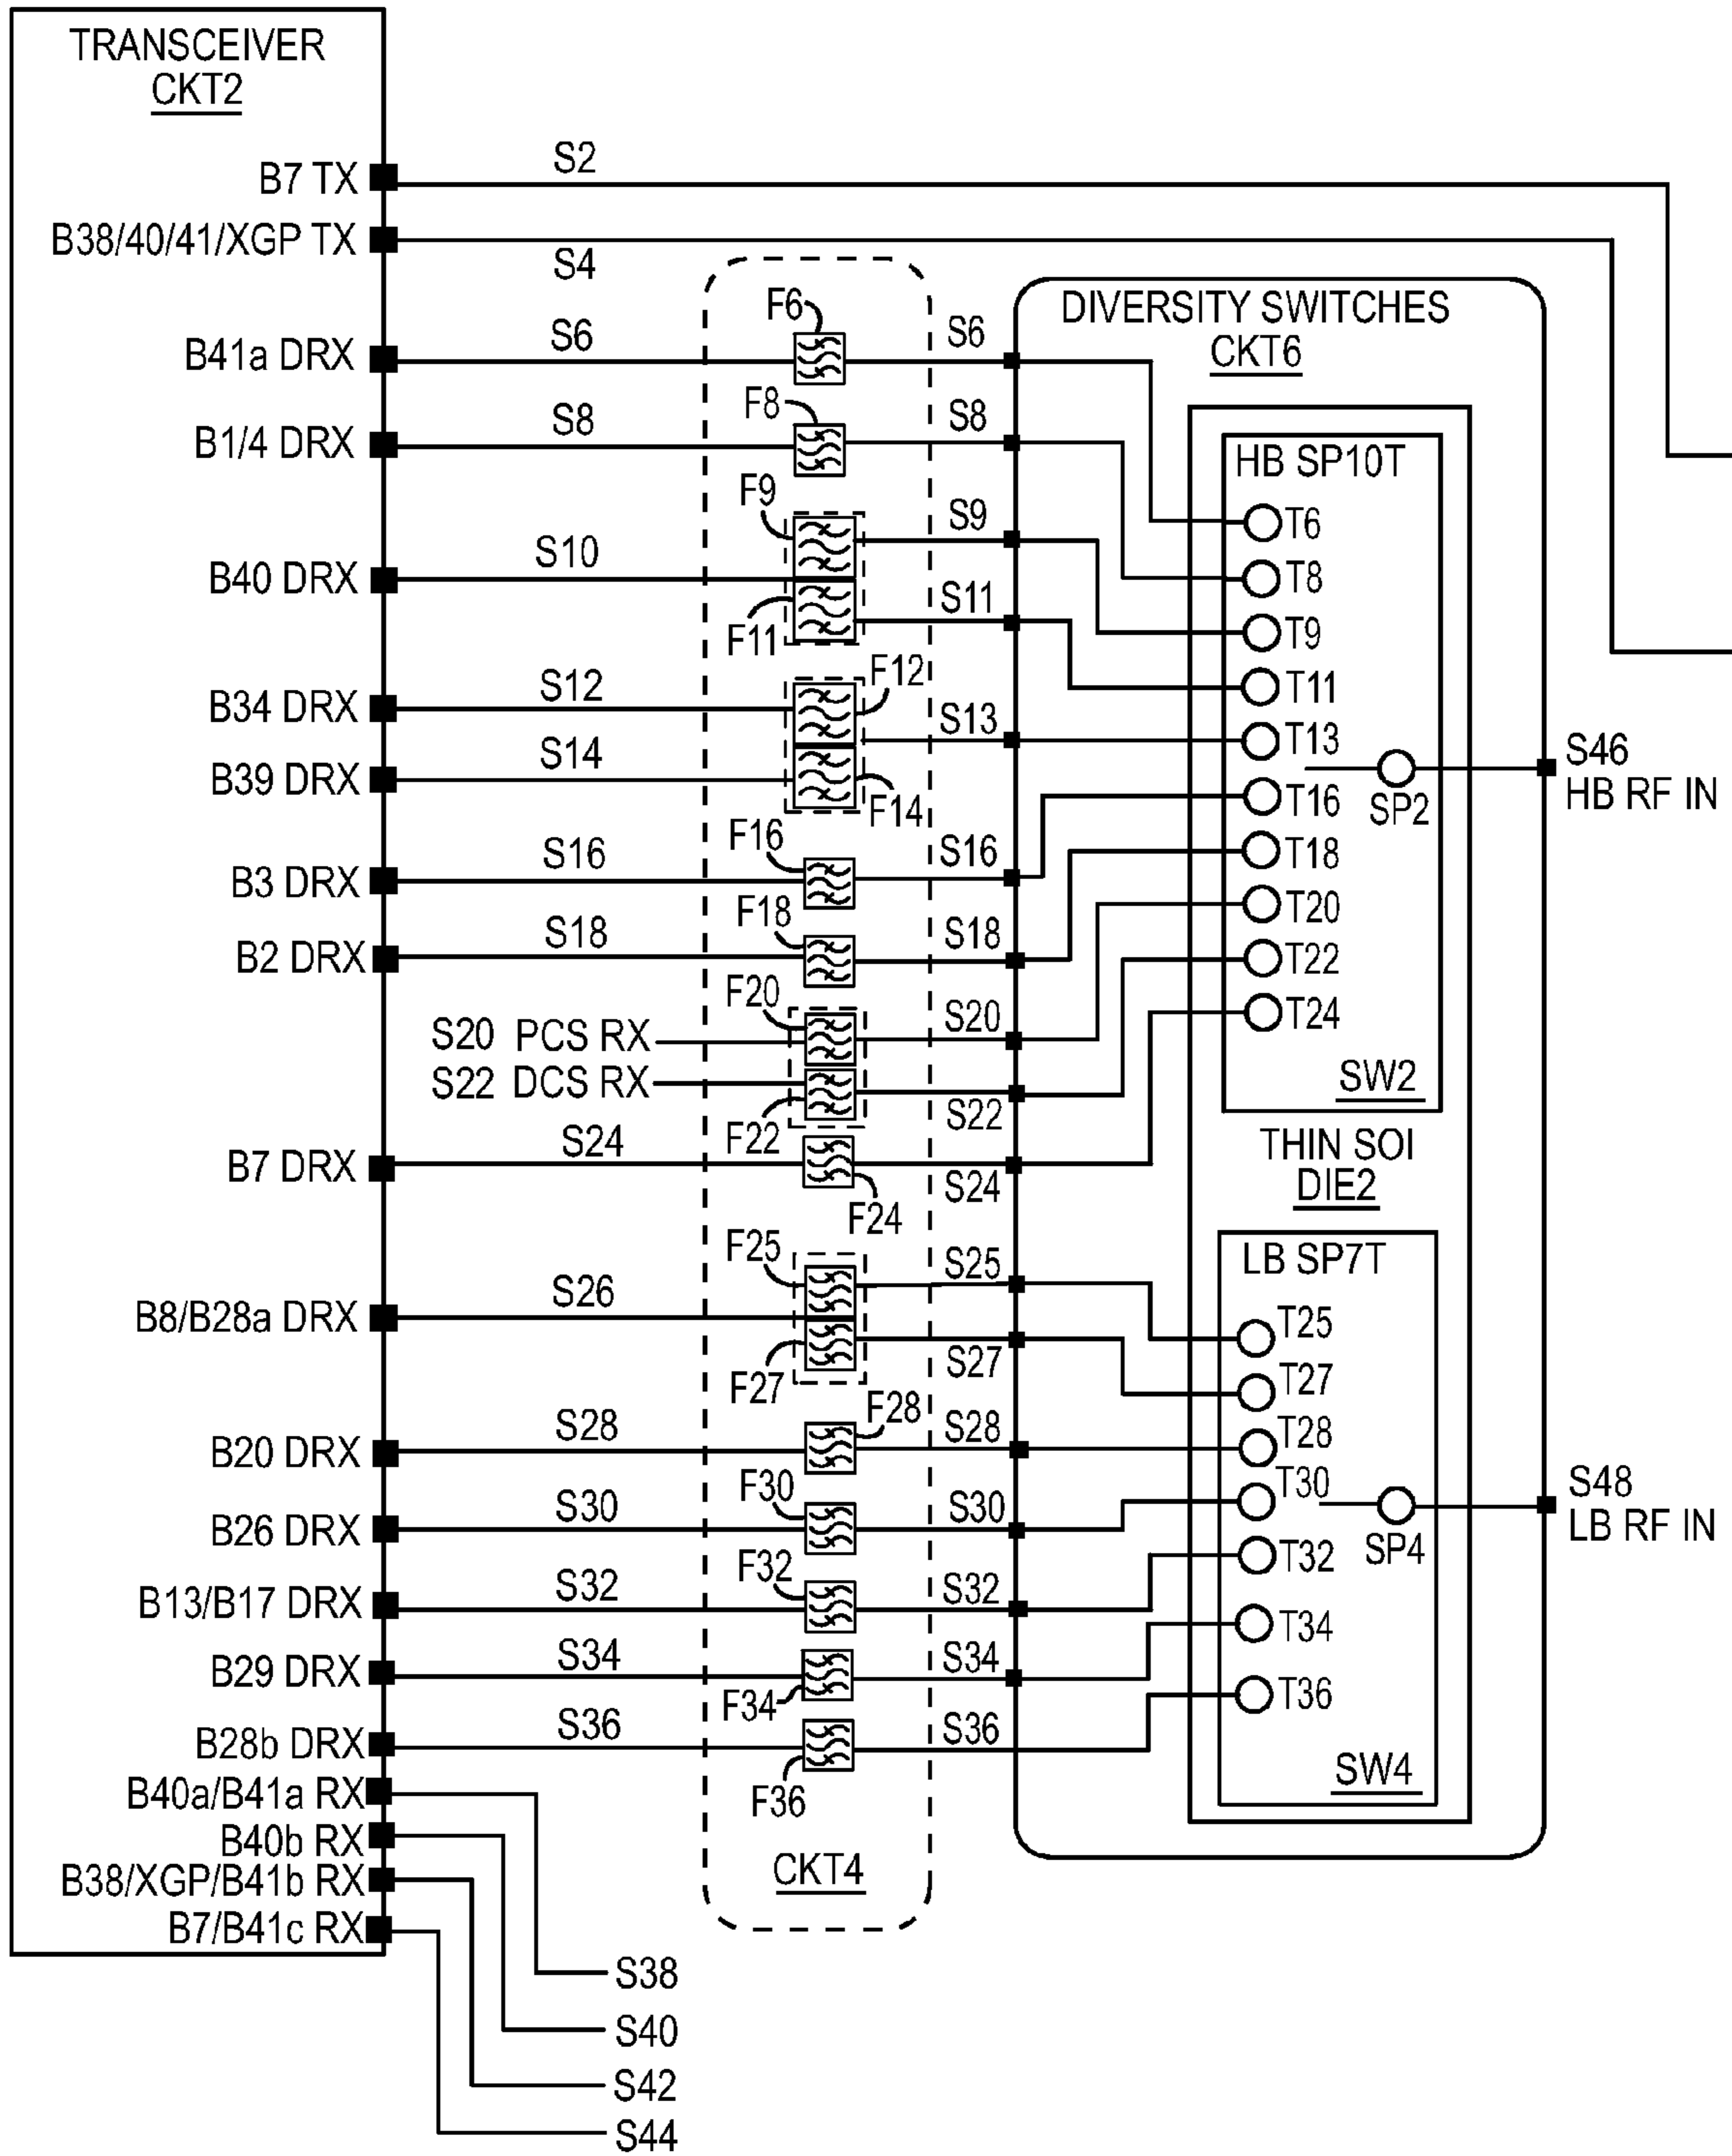 TRANSCEIVER
CKT2
B7 TX
S2
B38/40/41/XGP TX
S4
DIVERSITY SWITCHES
CKT6
B41a DRX
S6
F6
S6
B1/4 DRX
S8
F8
S8
HB SP10T
F9
S9
T6
B40 DRX
S10
T8
F11
S11
T9
T11
B34 DRX
S12
F12
S13
T13
B39 DRX
S14
F14
SP2
S46
HB RF IN
T16
B3 DRX
S16
F16
S16
T18
B2 DRX
S18
F18
S18
T20
T22
S20 PCS RX
F20
S20
T24
S22 DCS RX
F22
S22
SW2
B7 DRX
S24
F24
S24
THIN SOI
DIE2
B8/B28a DRX
S26
F25
S25
LB SP7T
T25
F27
S27
T27
B20 DRX
S28
F28
S28
T28
B26 DRX
S30
F30
S30
T30
SP4
S48
LB RF IN
B13/B17 DRX
S32
F32
S32
T32
B29 DRX
S34
F34
S34
T34
B28b DRX
S36
F36
S36
T36
SW4
B40a/B41a RX
B40b RX
B38/XGP/B41b RX
B7/B41c RX
CKT4
S38
S40
S42
S44